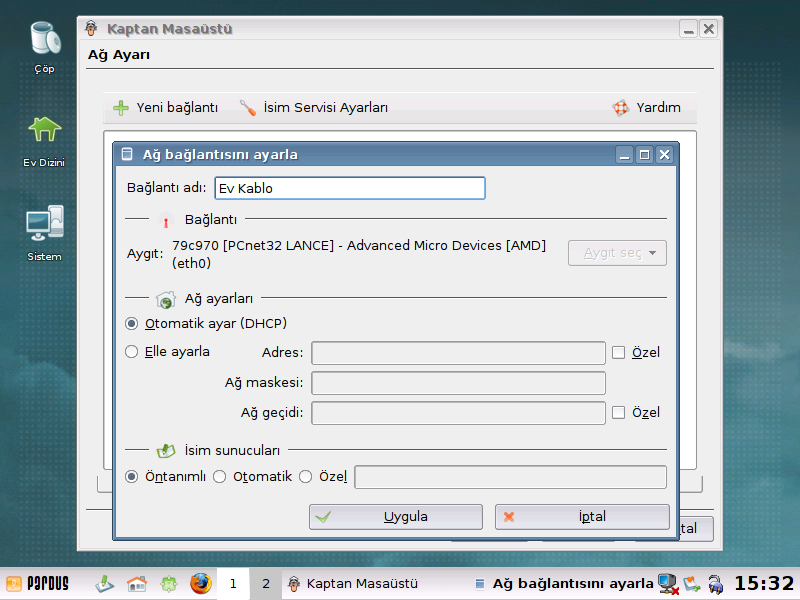 Kaptan Masaüstü
Ağ Ayarı
Çöp
Yeni bağlantı İsim Servisi Ayarları Yardım
Ev Dizini
Ağ bağlantısını ayarla
Bağlantı adı: Ev Kablo
Bağlantı
Aygıt: 79c970 [PCnet32 LANCE] - Advanced Micro Devices [AMD] (eth0)
Aygıt seç
Sistem
Ağ ayarları
Otomatik ayar (DHCP)
Elle ayarla Adres: Özel
Ağ maskesi:
Ağ geçidi: Özel
İsim sunucuları
Öntanımlı Otomatik Özel
Uygula İptal
tal
PARDUS 1 2 Kaptan Masaüstü Ağ bağlantısını ayarla 15:32